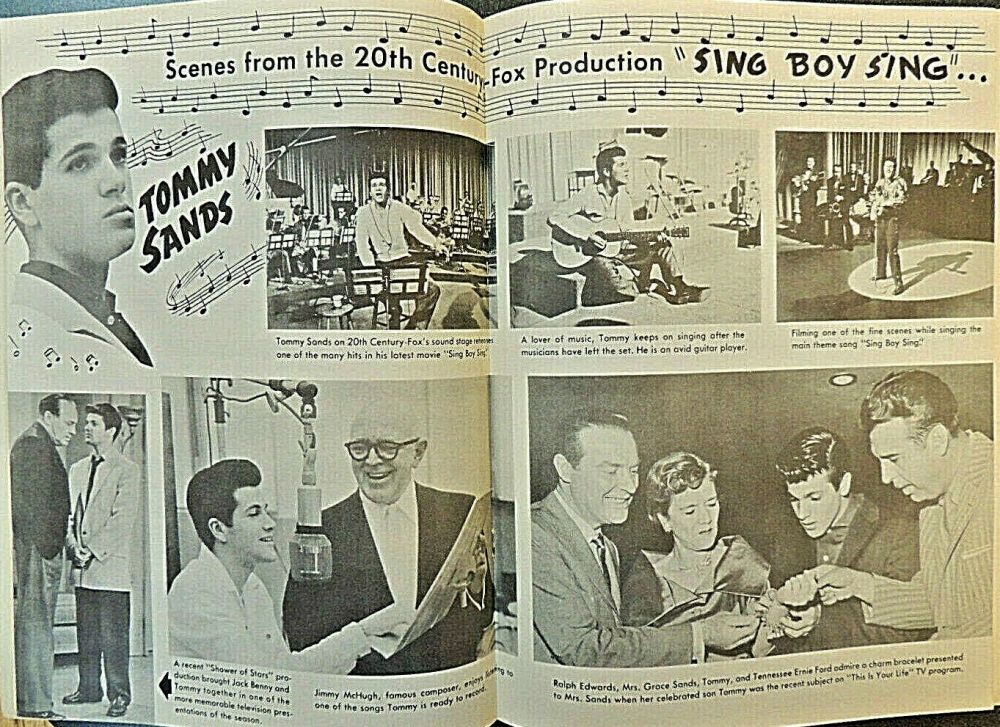 Scenes from the 20th Century-Fox Production "SING BOY SING"...
TOMMY
SANDS
Tommy Sands on 20th Century-Fox's sound stage
one of the many hits in his latest movie "Sing Boy Sing"
A lover of music, Tommy keeps on singing after the
musicians have left the set. He is an avid guitar player.
Filming one of the fine scenes while singing the
main theme song "Sing Boy Sing."
A recent "Shower of Stars" pro-
duction brought Jack Benny and
Tommy together in one of the
more memorable television pres-
entations of the season.
Jimmy McHugh, famous composer, enjoys listening to
one of the songs Tommy is ready to record.
Ralph Edwards, Mrs. Grace Sands, Tommy, and Tennessee Ernie Ford admire a charm bracelet presented
to Mrs. Sands when her celebrated son Tommy was the recent subject on "This Is Your Life" TV program.